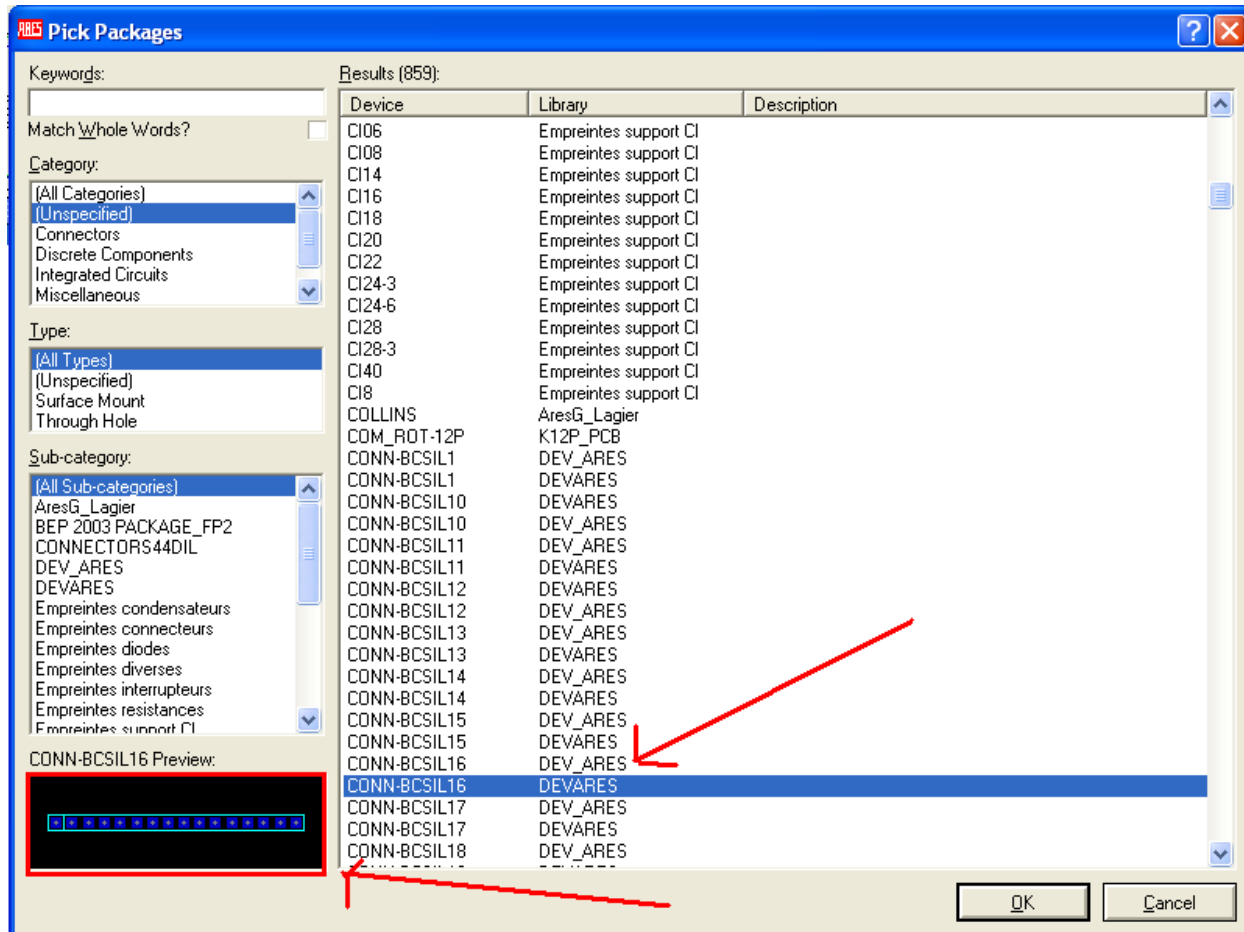 ARES Pick Packages
Keywords:
Match Whole Words?
Category:
(All Categories)
(Unspecified)
Connectors
Discrete Components
Integrated Circuits
Miscellaneous
Type:
(All Types)
(Unspecified)
Surface Mount
Through Hole
Sub-category:
(All Sub-categories)
AresG_Lagier
BEP 2003 PACKAGE_FP2
CONNECTORS44DIL
DEV_ARES
DEVARES
Empreintes condensateurs
Empreintes connecteurs
Empreintes diodes
Empreintes diverses
Empreintes interrupteurs
Empreintes resistances
Empreintes support CI
CONN-BCSIL16 Preview:
Results (859):
Device Library Description
CI06 Empreintes support CI
CI08 Empreintes support CI
CI14 Empreintes support CI
CI16 Empreintes support CI
CI18 Empreintes support CI
CI20 Empreintes support CI
CI22 Empreintes support CI
CI24-3 Empreintes support CI
CI24-6 Empreintes support CI
CI28 Empreintes support CI
CI28-3 Empreintes support CI
CI40 Empreintes support CI
CI8 Empreintes support CI
COLLINS AresG_Lagier
COM_ROT-12P K12P_PCB
CONN-BCSIL1 DEV_ARES
CONN-BCSIL1 DEVARES
CONN-BCSIL10 DEVARES
CONN-BCSIL10 DEV_ARES
CONN-BCSIL11 DEV_ARES
CONN-BCSIL11 DEVARES
CONN-BCSIL12 DEVARES
CONN-BCSIL12 DEV_ARES
CONN-BCSIL13 DEV_ARES
CONN-BCSIL13 DEVARES
CONN-BCSIL14 DEV_ARES
CONN-BCSIL14 DEVARES
CONN-BCSIL15 DEV_ARES
CONN-BCSIL15 DEVARES
CONN-BCSIL16 DEV_ARES
CONN-BCSIL16 DEVARES
CONN-BCSIL17 DEV_ARES
CONN-BCSIL17 DEVARES
CONN-BCSIL18 DEV_ARES
OK Cancel